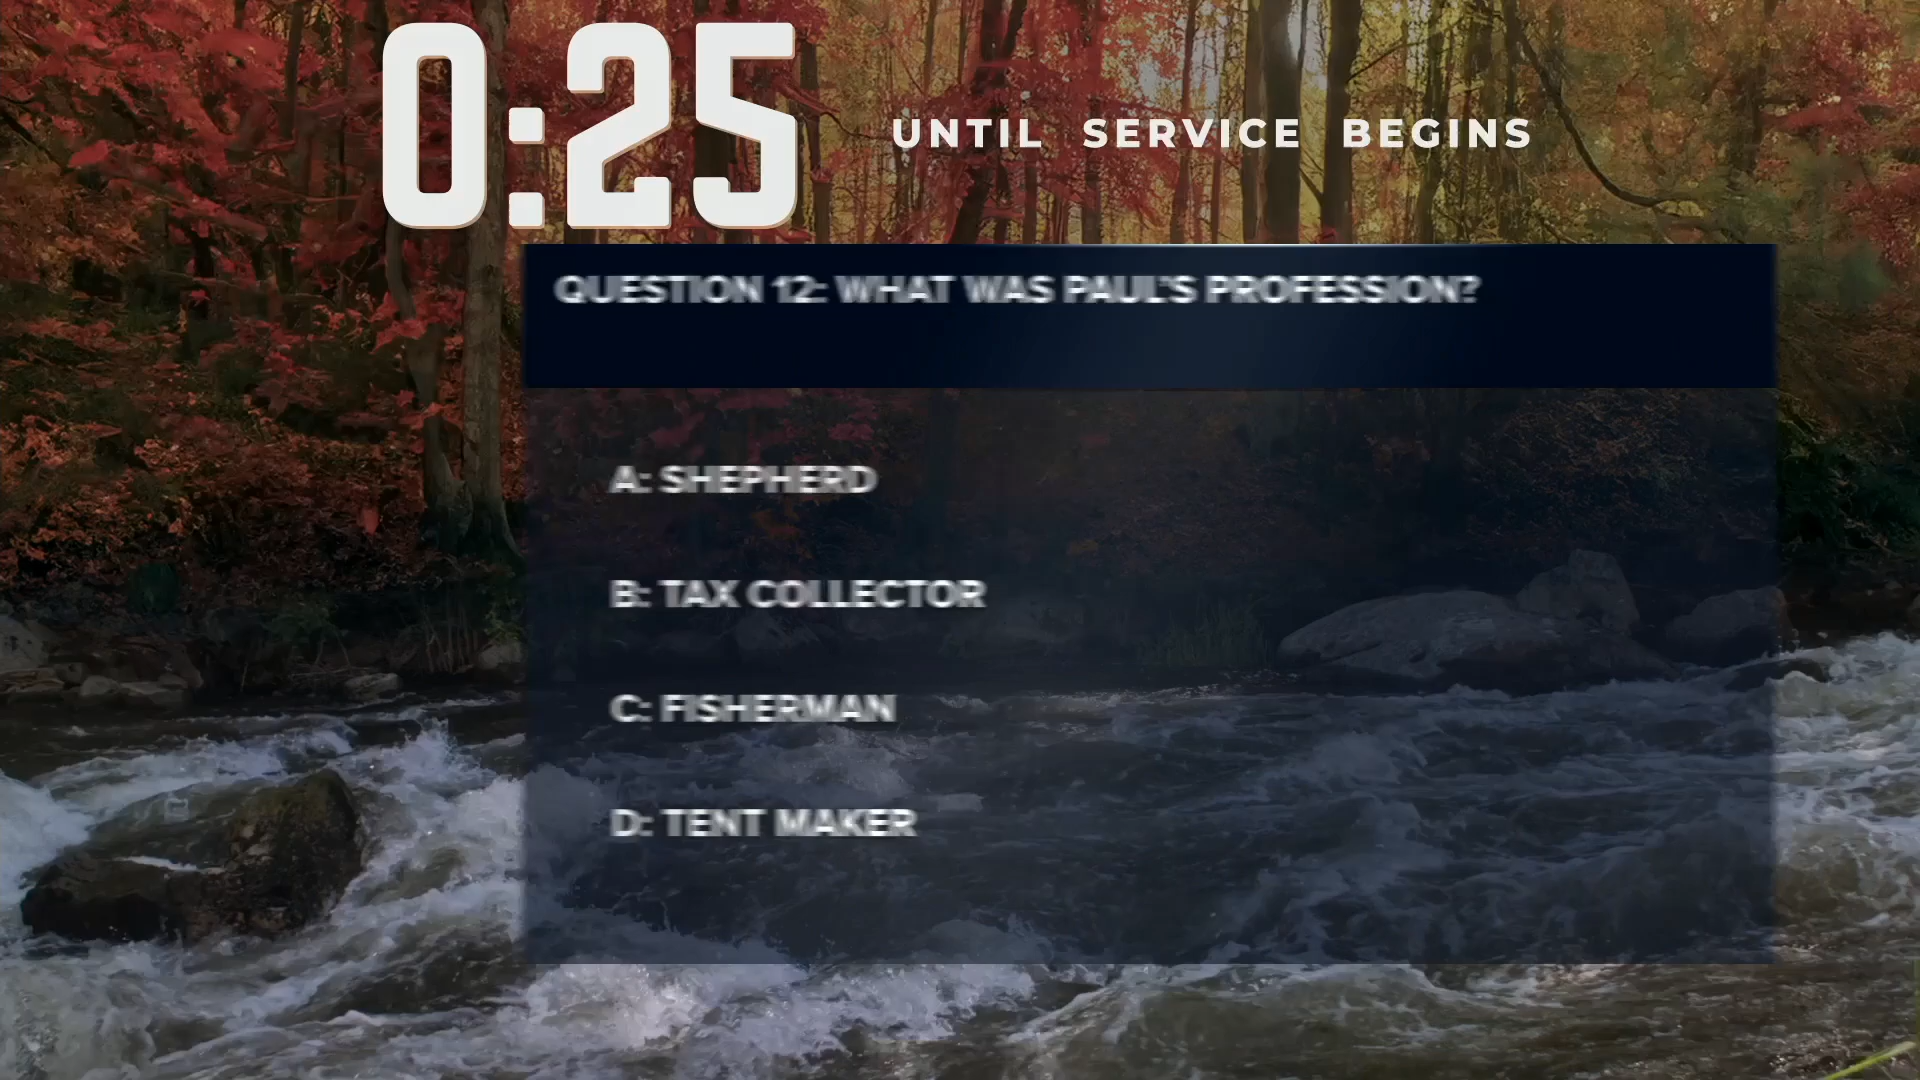 0:25 UNTIL SERVICE BEGINS
QUESTION 12: WHAT WAS PAUL'S PROFESSION?
A: SHEPHERD
B: TAX COLLECTOR
C: FISHERMAN
D: TENT MAKER